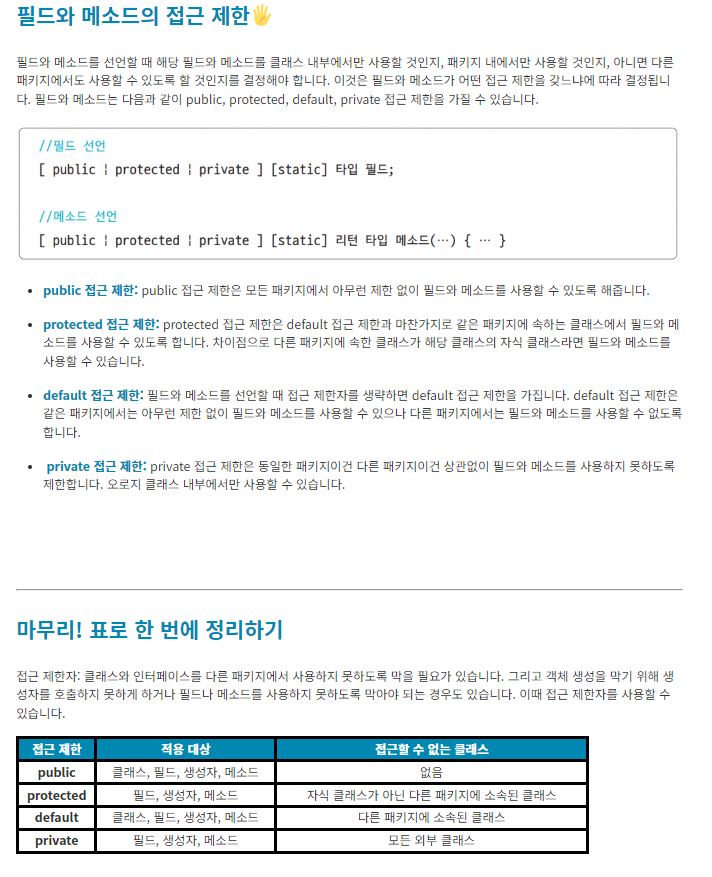 필드와 메소드의 접근 제한🖐
필드와 메소드를 선언할 때 해당 필드와 메소드를 클래스 내부에서만 사용할 것인지, 패키지 내에서만 사용할 것인지, 아니면 다른
패키지에서도 사용할 수 있도록 할 것인지를 결정해야 합니다. 이것은 필드와 메소드가 어떤 접근 제한을 갖느냐에 따라 결정됩니
다. 필드와 메소드는 다음과 같이 public, protected, default, private 접근 제한을 가질 수 있습니다.
//필드 선언
[ public ¦ protected ¦ private ] [static] 타입 필드;
//메소드 선언
[ public ¦ protected ¦ private ] [static] 리턴 타입 메소드(…) { … }
• public 접근 제한: public 접근 제한은 모든 패키지에서 아무런 제한 없이 필드와 메소드를 사용할 수 있도록 해줍니다.
• protected 접근 제한: protected 접근 제한은 default 접근 제한과 마찬가지로 같은 패키지에 속하는 클래스에서 필드와 메
소드를 사용할 수 있도록 합니다. 차이점으로 다른 패키지에 속한 클래스가 해당 클래스의 자식 클래스라면 필드와 메소드를
사용할 수 있습니다.
• default 접근 제한: 필드와 메소드를 선언할 때 접근 제한자를 생략하면 default 접근 제한을 가집니다. default 접근 제한은
같은 패키지에서는 아무런 제한 없이 필드와 메소드를 사용할 수 있으나 다른 패키지에서는 필드와 메소드를 사용할 수 없도록
합니다.
• private 접근 제한: private 접근 제한은 동일한 패키지이건 다른 패키지이건 상관없이 필드와 메소드를 사용하지 못하도록
제한합니다. 오로지 클래스 내부에서만 사용할 수 있습니다.
마무리! 표로 한 번에 정리하기
접근 제한자: 클래스와 인터페이스를 다른 패키지에서 사용하지 못하도록 막을 필요가 있습니다. 그리고 객체 생성을 막기 위해 생
성자를 호출하지 못하게 하거나 필드나 메소드를 사용하지 못하도록 막아야 되는 경우도 있습니다. 이때 접근 제한자를 사용할 수
있습니다.
접근 제한 적용 대상 접근할 수 없는 클래스
public 클래스, 필드, 생성자, 메소드 없음
protected 필드, 생성자, 메소드 자식 클래스가 아닌 다른 패키지에 소속된 클래스
default 클래스, 필드, 생성자, 메소드 다른 패키지에 소속된 클래스
private 필드, 생성자, 메소드 모든 외부 클래스